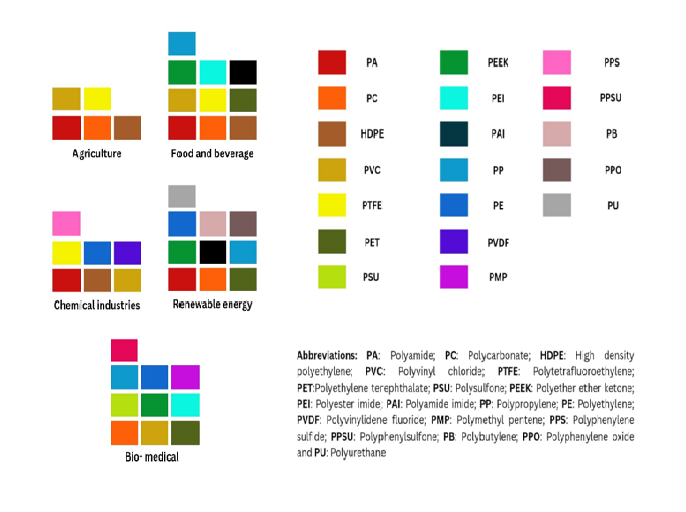 Agriculture
Food and beverage
Chemical industries
Renewable energy
Bio- medical
PA
PC
HDPE
PVC
PTFE
PET
PSU
PEEK
PEI
PAI
PP
PE
PVDF
PMP
PPS
PPSU
PB
PPO
PU
Abbreviations: PA: Polyamide; PC: Polycarbonate; HDPE: High density
polyethylene; PVC: Polyvinyl chloride; PTFE: Polytetrafluoroethylene;
PET:Polyethylene terephthalate; PSU: Polysulfone; PEEK: Polyether ether ketone;
PEI: Polyester imide; PAI: Polyamide imide; PP: Polypropylene; PE: Polyethylene;
PVDF: Polyvinylidene fluoride; PMP: Polymethyl pentene; PPS: Polyphenylene
sulfide; PPSU: Polyphenylsulfone; PB: Polybutylene; PPO: Polyphenylene oxide
and PU: Polyurethane